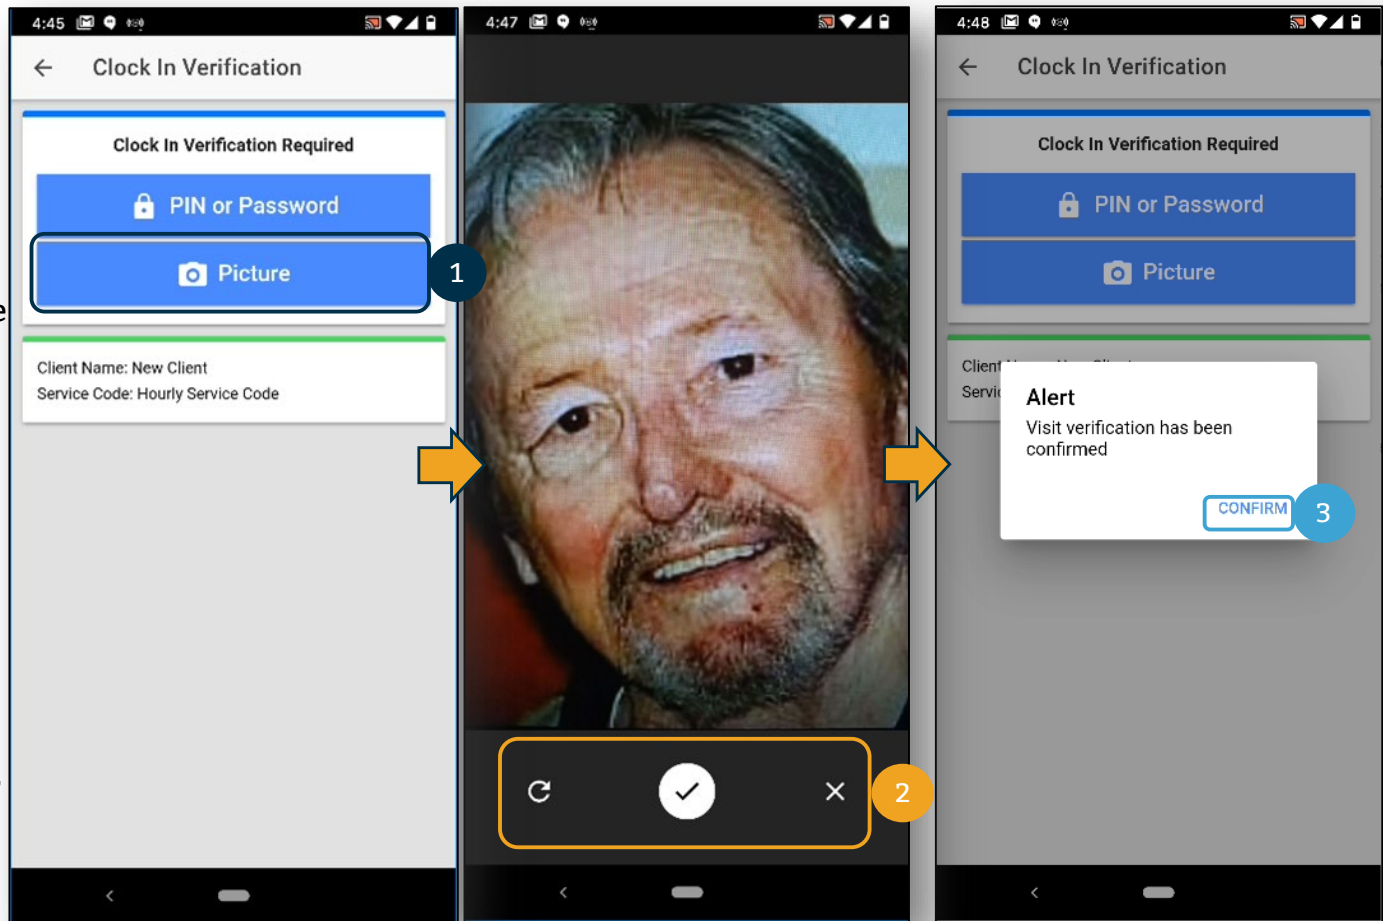 4:45
Clock In Verification
Clock In Verification Required
PIN or Password
Picture
1
e
Client Name: New Client
Service Code: Hourly Service Code
4:47
2
4:48
Clock In Verification
Clock In Verification Required
PIN or Password
Picture
Client
Servic
Alert
Visit verification has been
confirmed
CONFIRM
3